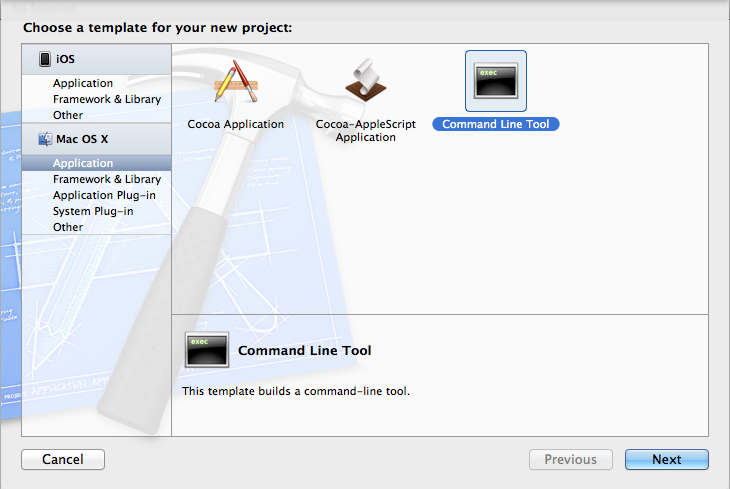 Choose a template for your new project:
iOS
Application
Framework & Library
Other
Mac OS X
Application
Framework & Library
Application Plug-in
System Plug-in
Other
Cocoa Application
Cocoa-AppleScript
Application
exec
Command Line Tool
exec
Command Line Tool
This template builds a command-line tool.
Cancel
Previous
Next